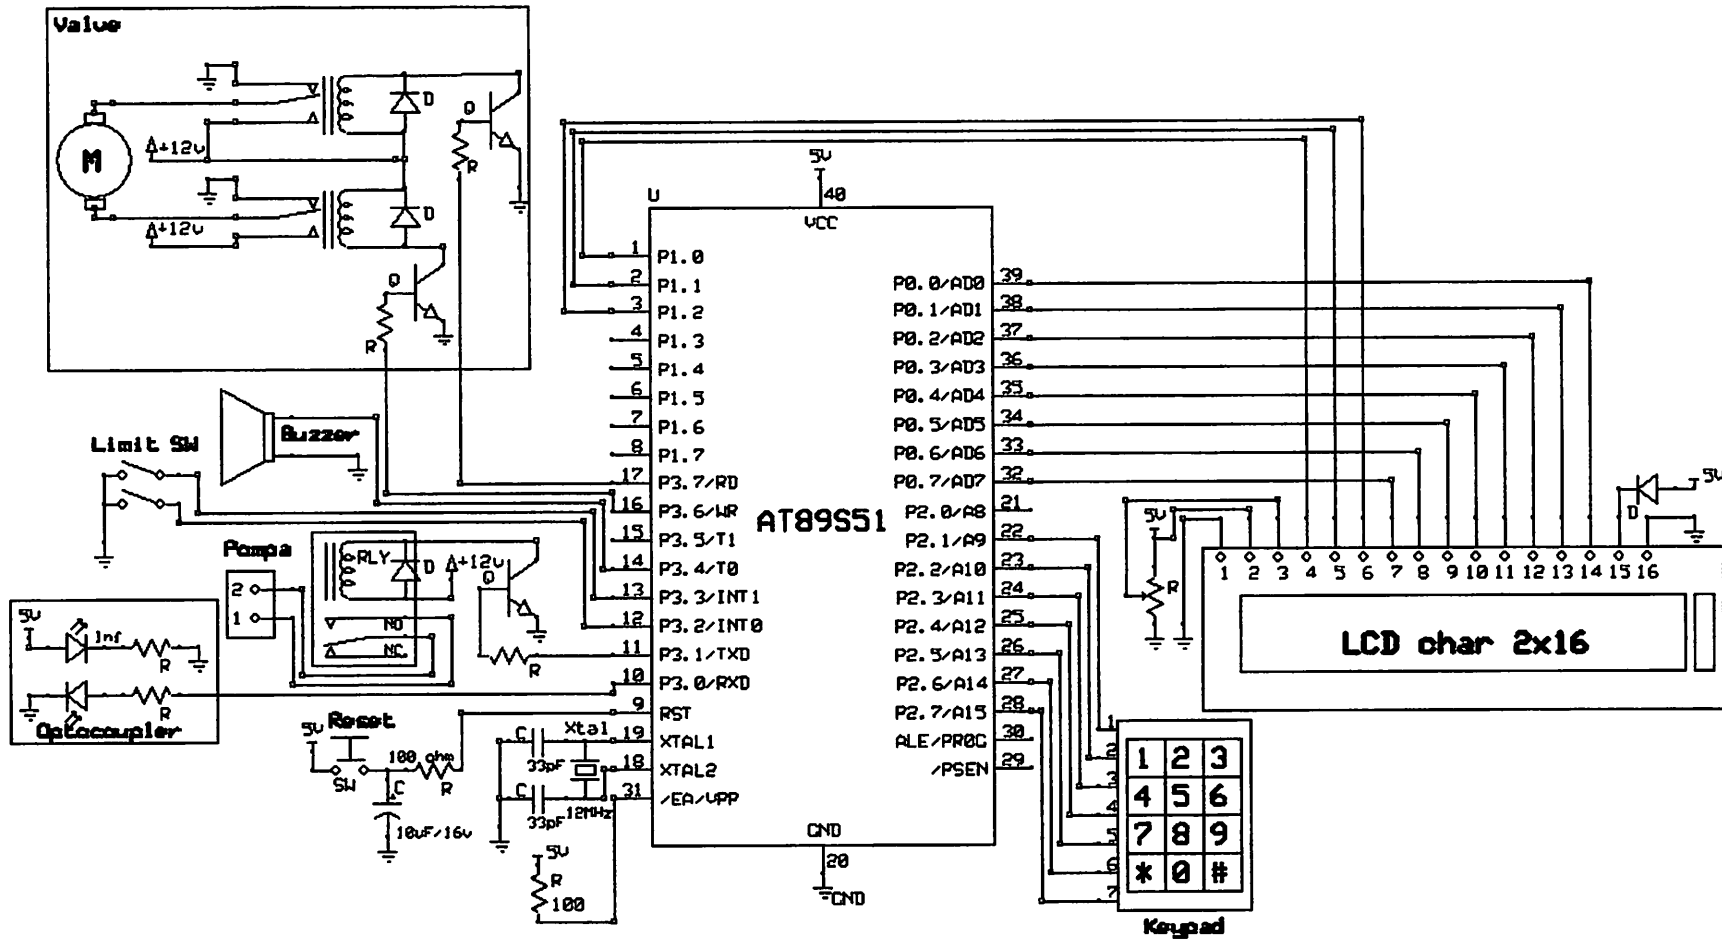 Value
D
Q
+12v
M
R
D
+12v
Q
R
5V
U
40
VCC
1 P1.0
2 P1.1
3 P1.2
4 P1.3
5 P1.4
6 P1.5
7 P1.6
8 P1.7
17 P3.7/RD
16 P3.6/WR
15 P3.5/T1
14 P3.4/T0
13 P3.3/INT1
12 P3.2/INT0
11 P3.1/TXD
10 P3.0/RXD
9 RST
19 XTAL1
18 XTAL2
31 /EA/VPP
AT89S51
P0.0/AD0 39
P0.1/AD1 38
P0.2/AD2 37
P0.3/AD3 36
P0.4/AD4 35
P0.5/AD5 34
P0.6/AD6 33
P0.7/AD7 32
P2.0/A8 21
P2.1/A9 22
P2.2/A10 23
P2.3/A11 24
P2.4/A12 25
P2.5/A13 26
P2.6/A14 27
P2.7/A15 28
ALE/PROG 30
/PSEN 29
GND
20
GND
Buzzer
Limit SW
Pompa
2
1
RLY
D
+12v
Q
NO
NC
R
5V
Inf
R
R
Optocoupler
Reset
5V
SW
100 ohm
R
C
10uF/16v
C
33pF
Xtal
C
33pF
12MHz
5V
R
100
5V
R
D
5V
1 2 3 4 5 6 7 8 9 10 11 12 13 14 15 16
LCD char 2x16
1
2
3
4
5
6
7
1 2 3
4 5 6
7 8 9
* 0 #
Keypad